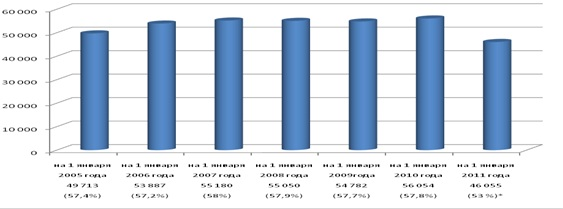 60 000
50 000
40 000
30 000
20 000
10 000
0
на 1 января на 1 января на 1 января на 1 января на 1 января на 1 января на 1 января
2005 года 2006 года 2007 года 2008 года 2009года 2010 года 2011 года
49 713 53 887 55 180 55 050 54 782 56 054 46 055
(57,4%) (57,2%) (58%) (57,9%) (57,7%) (57,8%) (53 %)*